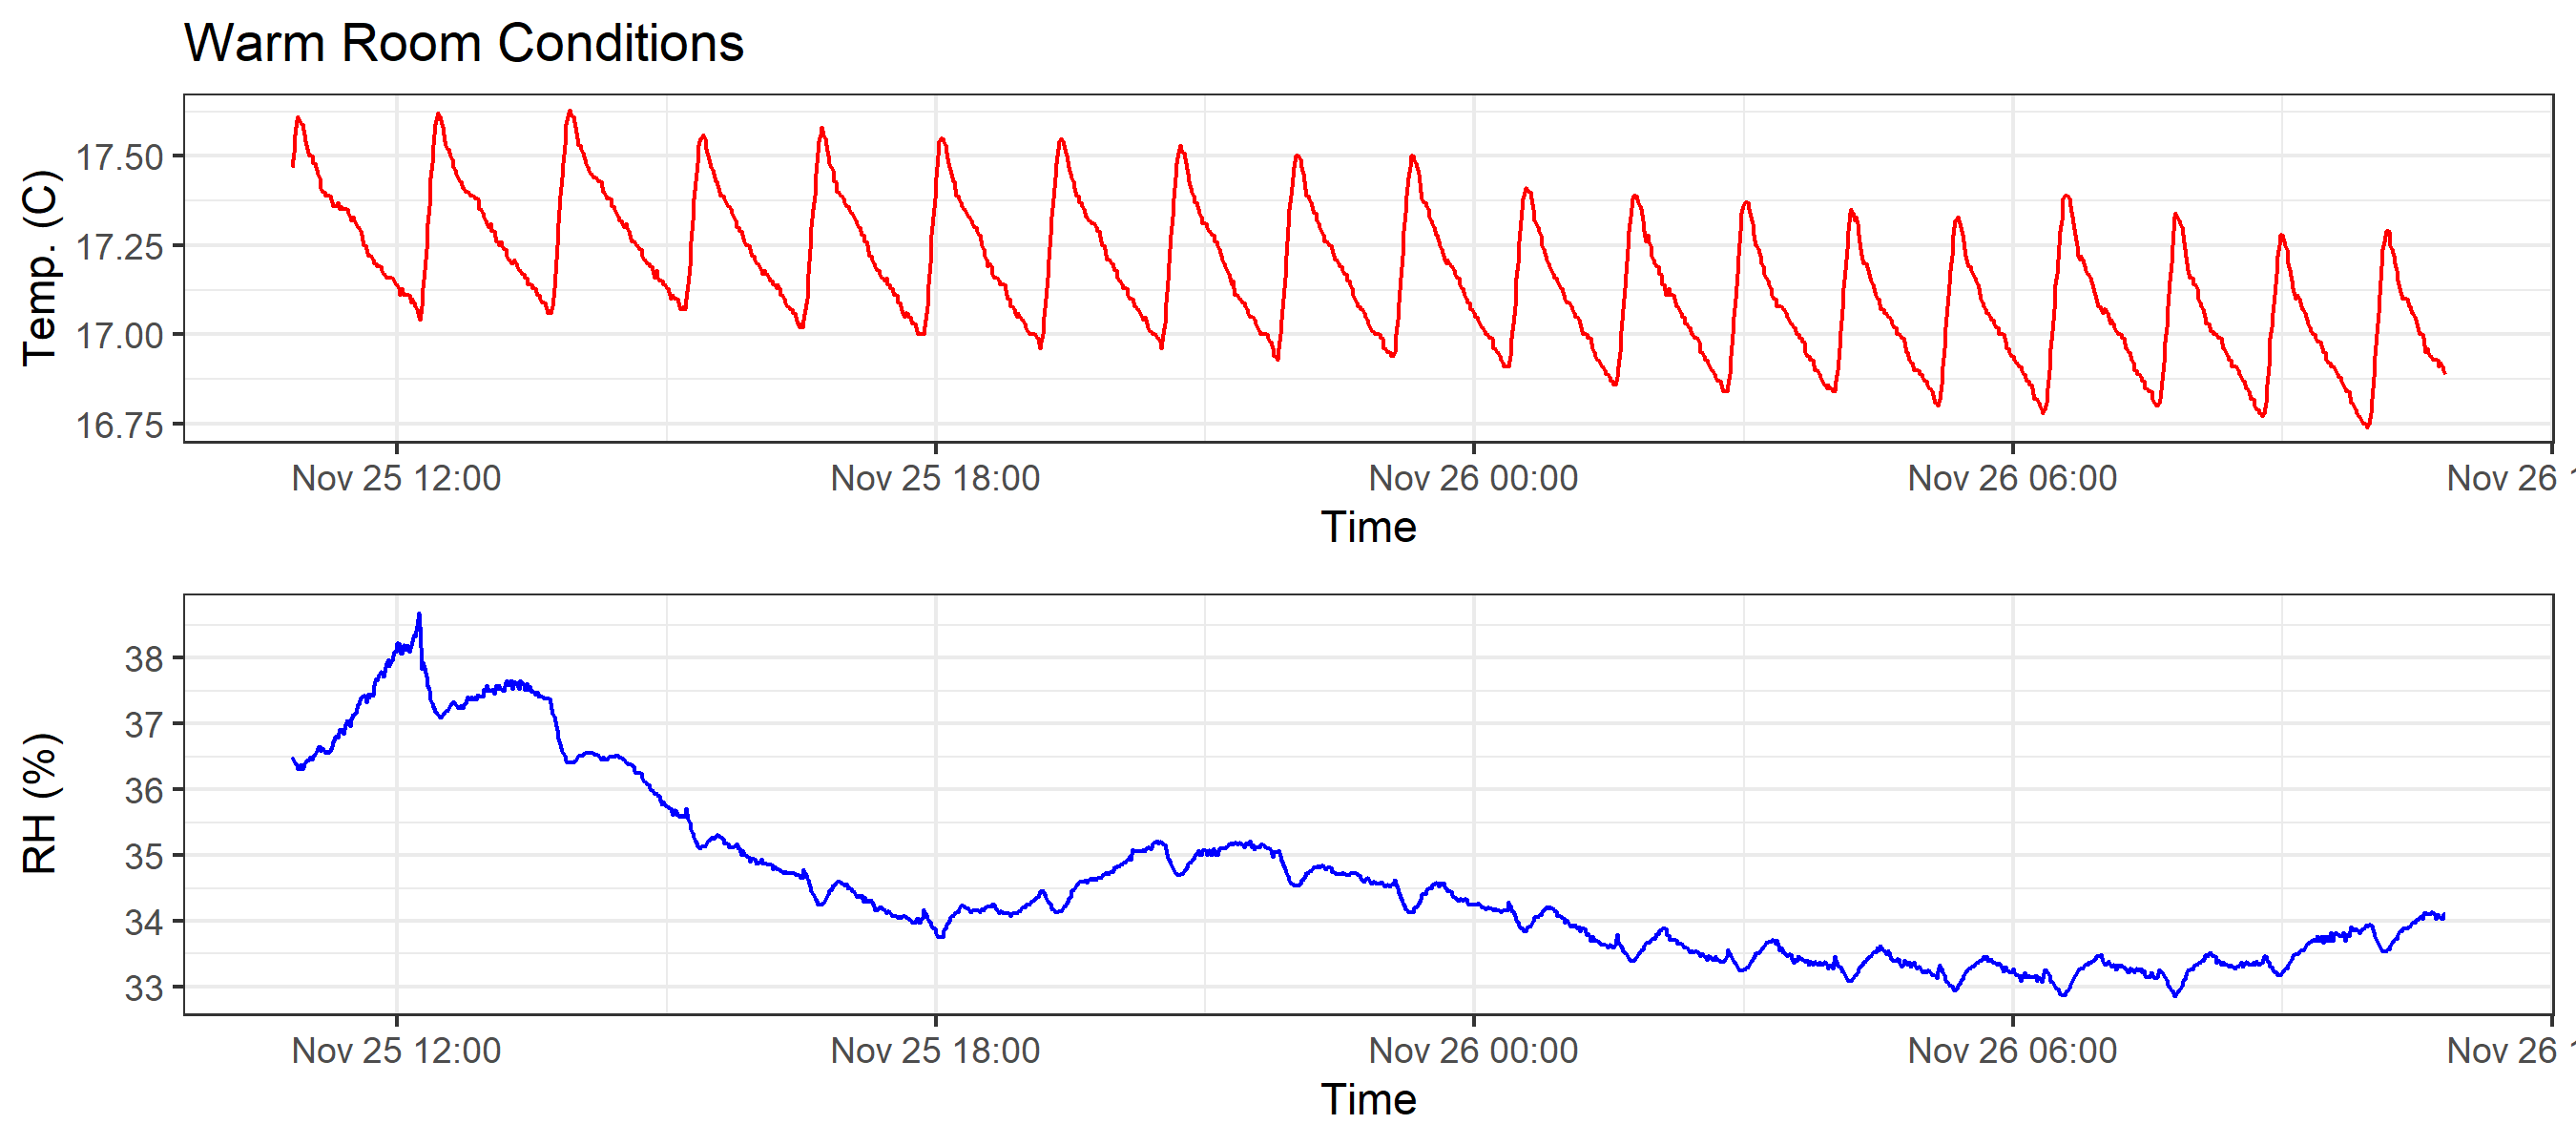 Warm Room Conditions
17.50
17.25
17.00
16.75
Temp. (C)
Nov 25 12:00 Nov 25 18:00 Nov 26 00:00 Nov 26 06:00 Nov 26 1
Time
38
37
36
35
34
33
RH (%)
Nov 25 12:00 Nov 25 18:00 Nov 26 00:00 Nov 26 06:00 Nov 26 1
Time